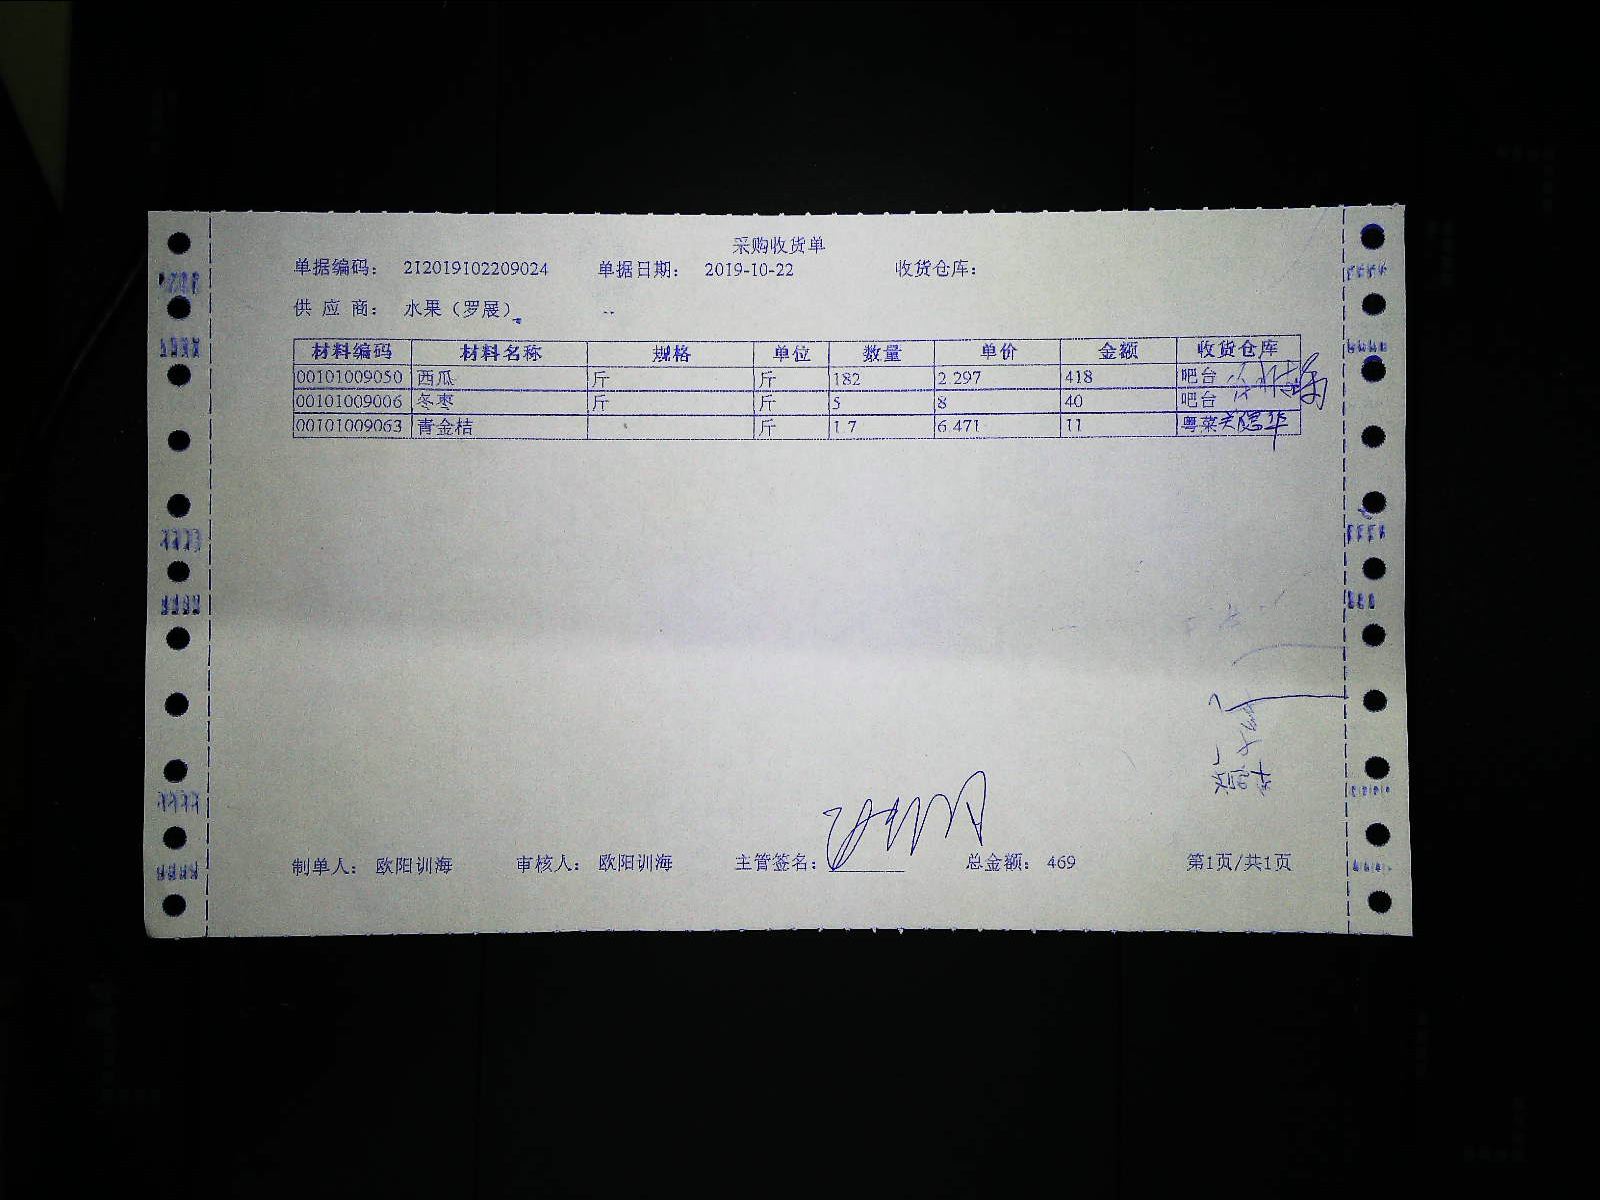 采购收货单
单据编码： 212019102209024 单据日期： 2019-10-22 收货仓库：
供 应 商： 水果（罗晟）
材料编码 材料名称 规格 单位 数量 单价 金额 收货仓库
00101009050 西瓜 斤 斤 182 2.297 418 吧台
00101009006 冬枣 斤 斤 5 8 40 吧台
00101009063 青金桔 斤 1.7 6.471 11 粤菜
制单人： 欧阳训海 审核人： 欧阳训海 主管签名： 总金额： 469 第1页/共1页